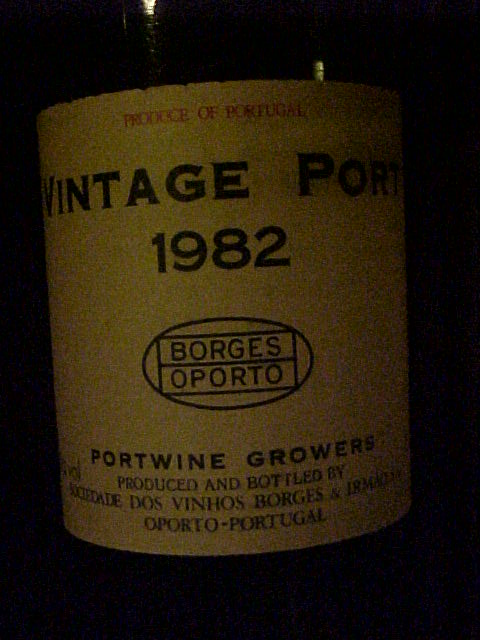 PRODUCE OF PORTUGAL
VINTAGE PORT
1982
BORGES
OPORTO
PORTWINE GROWERS
PRODUCED AND BOTTLED BY
SOCIEDADE DOS VINHOS BORGES & IRMÃO
OPORTO-PORTUGAL